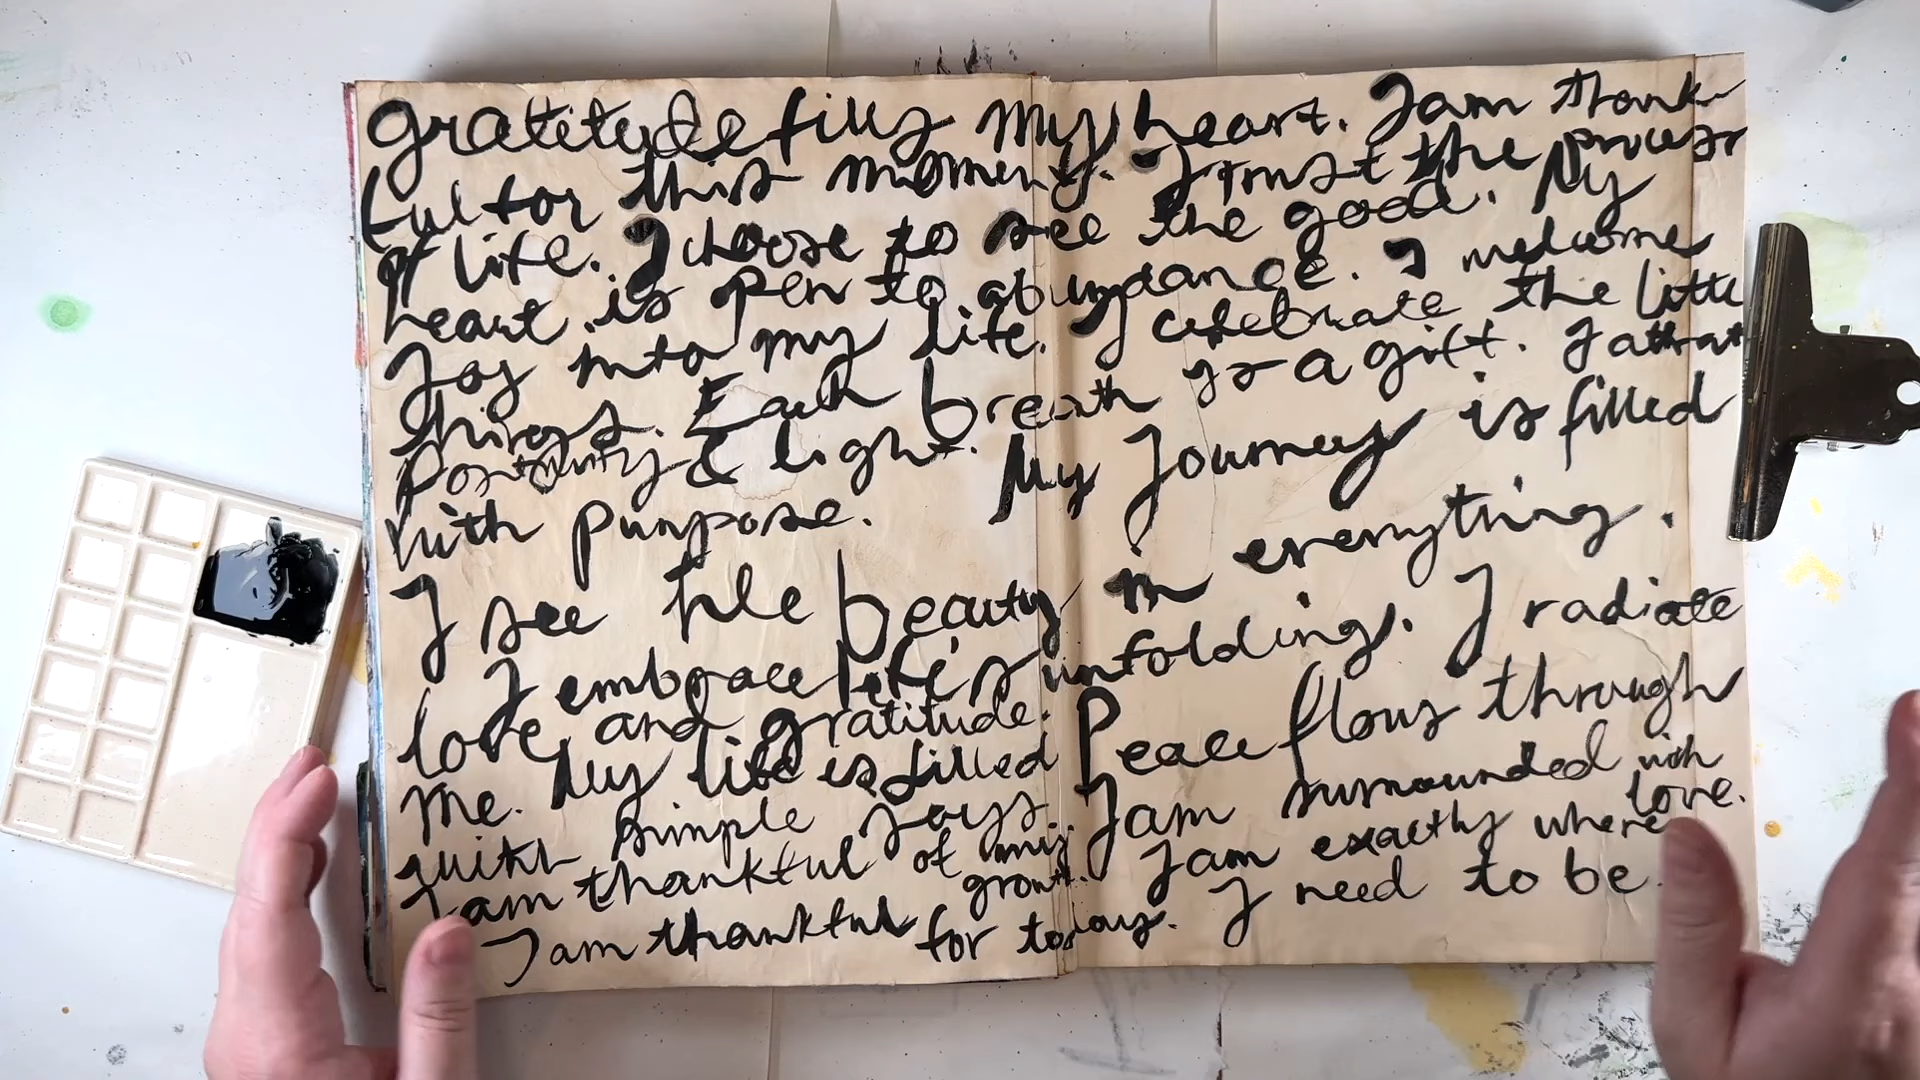 gratitude fills my heart. I am thank
ful for this moment. I trust the process
of life. I choose to see the good. My
heart is pen to abundance. I welcome
Joy into my life. I celebrate the little
things. Each breath is a gift. I attrat
Portunity & light. My Journey is filled
with purpose.
I see the beauty in everything.
I embrace life's unfolding. I radiate
love and gratitude. Peace flows through
me. My life is filled I am surrounded with
with simple Joys. love.
I am thankful of my I am exactly where
growth. I need to be.
I am thankful for today.